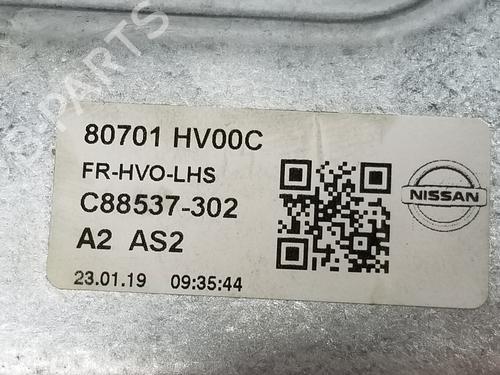 B-PARTS
80701 HV00C
FR-HVO-LHS
C88537-302
A2 AS2
23.01.19 09:35:44
NISSAN